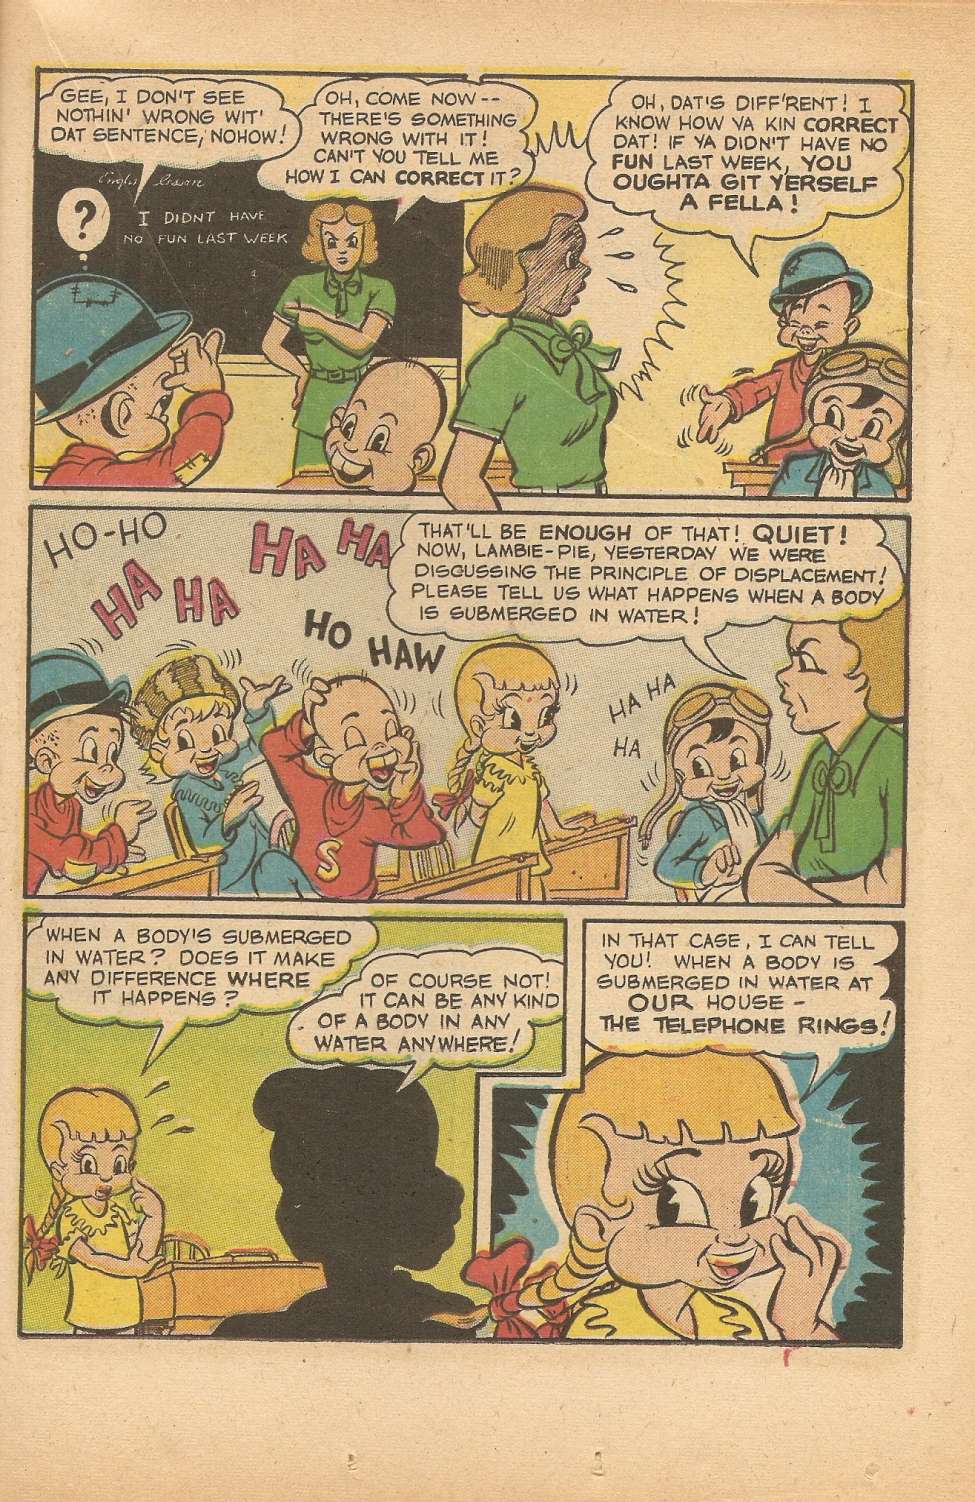 GEE, I DON'T SEE
NOTHIN' WRONG WIT'
DAT SENTENCE, NOHOW!
OH, COME NOW--
THERE'S SOMETHING
WRONG WITH IT!
CAN'T YOU TELL ME
HOW I CAN CORRECT IT?
English lesson
?
I DIDNT HAVE
NO FUN LAST WEEK
OH, DAT'S DIFF'RENT! I
KNOW HOW YA KIN CORRECT
DAT! IF YA DIDN'T HAVE NO
FUN LAST WEEK, YOU
OUGHTA GIT YERSELF
A FELLA!
HO-HO
HA HA
HA HA HA
HO HAW
THAT'LL BE ENOUGH OF THAT! QUIET!
NOW, LAMBIE-PIE, YESTERDAY WE WERE
DISCUSSING THE PRINCIPLE OF DISPLACEMENT!
PLEASE TELL US WHAT HAPPENS WHEN A BODY
IS SUBMERGED IN WATER!
HA HA
HA
S
WHEN A BODY'S SUBMERGED
IN WATER? DOES IT MAKE
ANY DIFFERENCE WHERE
IT HAPPENS?
OF COURSE NOT!
IT CAN BE ANY KIND
OF A BODY IN ANY
WATER ANYWHERE!
IN THAT CASE, I CAN TELL
YOU! WHEN A BODY IS
SUBMERGED IN WATER AT
OUR HOUSE -
THE TELEPHONE RINGS!